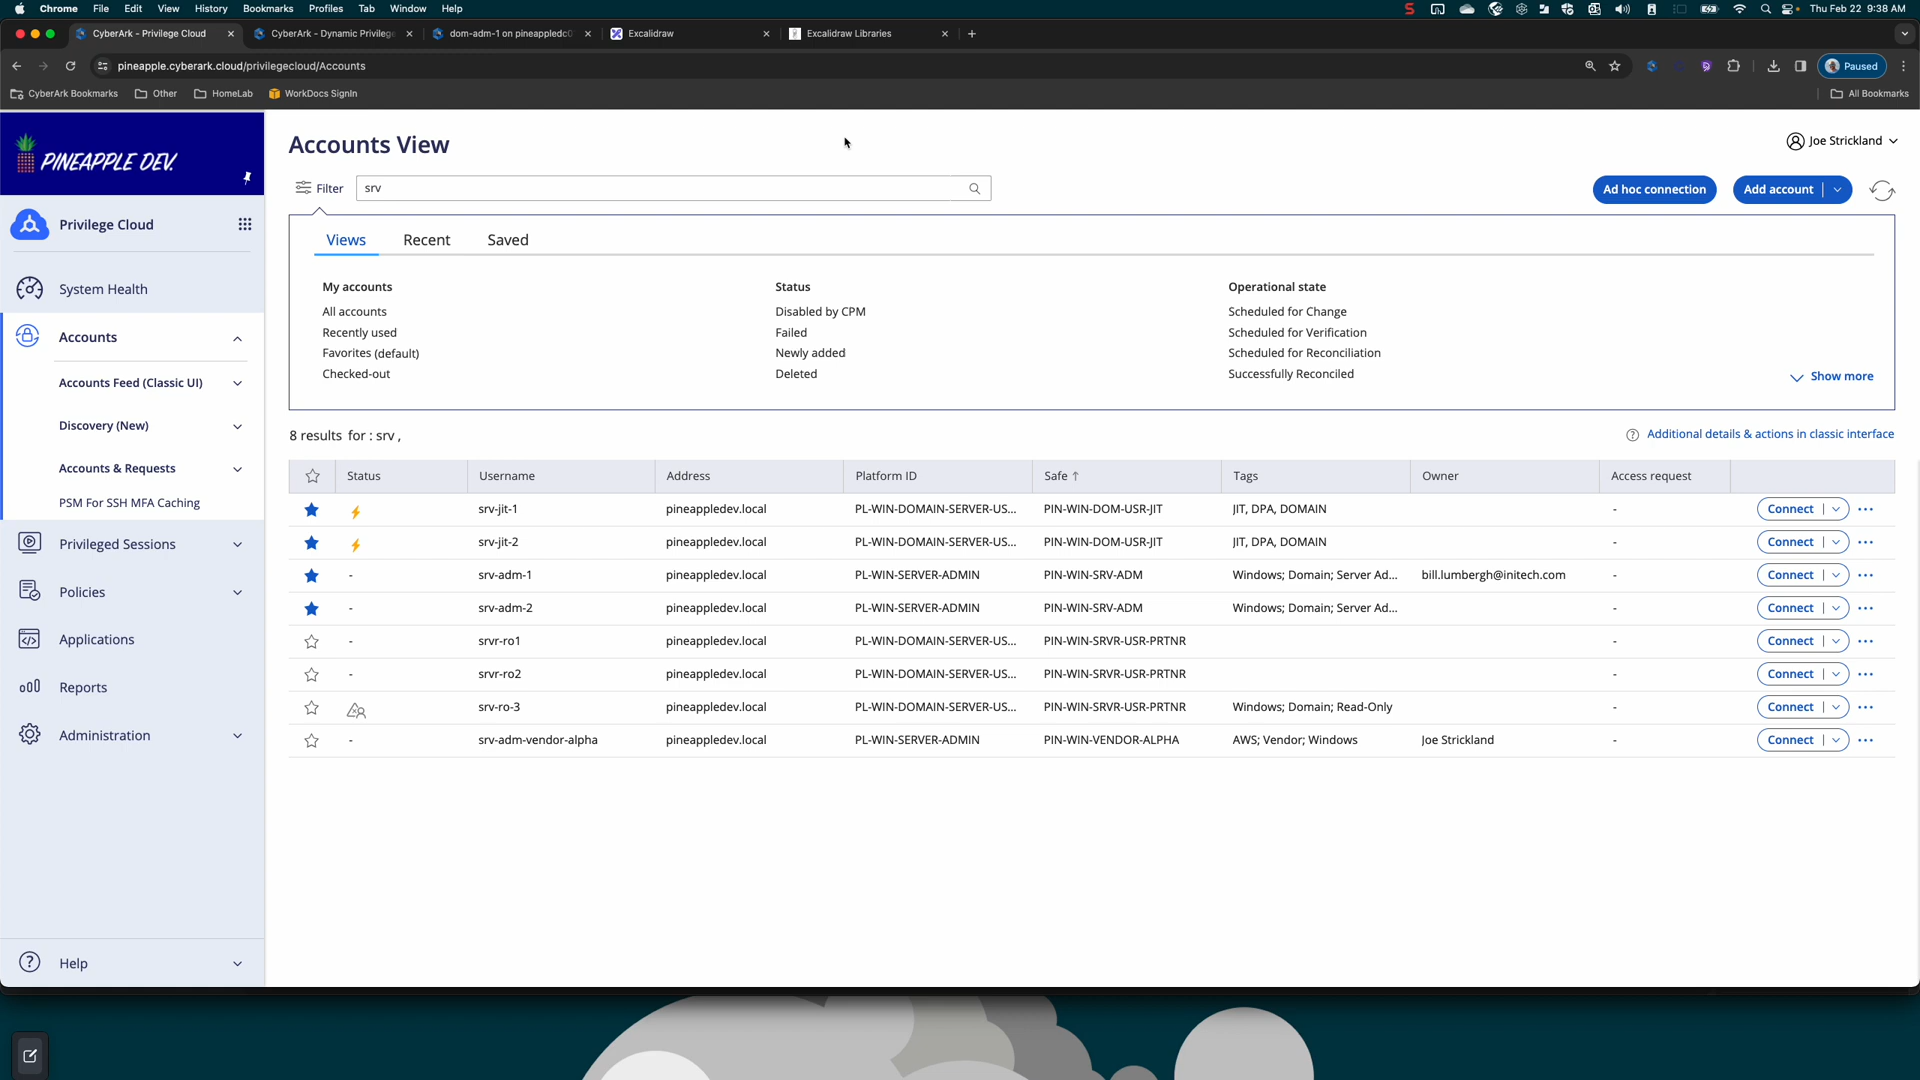 Chrome File Edit View History Bookmarks Profiles Tab Window Help Thu Feb 22 9:38 AM
CyberArk - Privilege Cloud CyberArk - Dynamic Privileg dom-adm-1 on pineappledc0 Excalidraw Excalidraw Libraries
pineapple.cyberark.cloud/privilegecloud/Accounts Paused
CyberArk Bookmarks Other HomeLab WorkDocs SignIn All Bookmarks
PINEAPPLE DEV.
Privilege Cloud
System Health
Accounts
Accounts Feed (Classic UI)
Discovery (New)
Accounts & Requests
PSM For SSH MFA Caching
Privileged Sessions
Policies
Applications
Reports
Administration
Help
Accounts View
Joe Strickland
Filter srv
Ad hoc connection Add account
Views Recent Saved
My accounts Status Operational state
All accounts Disabled by CPM Scheduled for Change
Recently used Failed Scheduled for Verification
Favorites (default) Newly added Scheduled for Reconciliation
Checked-out Deleted Successfully Reconciled
Show more
8 results for : srv ,
Additional details & actions in classic interface
Status Username Address Platform ID Safe ↑ Tags Owner Access request
srv-jit-1 pineappledev.local PL-WIN-DOMAIN-SERVER-US... PIN-WIN-DOM-USR-JIT JIT, DPA, DOMAIN - Connect
srv-jit-2 pineappledev.local PL-WIN-DOMAIN-SERVER-US... PIN-WIN-DOM-USR-JIT JIT, DPA, DOMAIN - Connect
- srv-adm-1 pineappledev.local PL-WIN-SERVER-ADMIN PIN-WIN-SRV-ADM Windows; Domain; Server Ad... bill.lumbergh@initech.com - Connect
- srv-adm-2 pineappledev.local PL-WIN-SERVER-ADMIN PIN-WIN-SRV-ADM Windows; Domain; Server Ad... - Connect
- srvr-ro1 pineappledev.local PL-WIN-DOMAIN-SERVER-US... PIN-WIN-SRVR-USR-PRTNR - Connect
- srvr-ro2 pineappledev.local PL-WIN-DOMAIN-SERVER-US... PIN-WIN-SRVR-USR-PRTNR - Connect
srv-ro-3 pineappledev.local PL-WIN-DOMAIN-SERVER-US... PIN-WIN-SRVR-USR-PRTNR Windows; Domain; Read-Only - Connect
- srv-adm-vendor-alpha pineappledev.local PL-WIN-SERVER-ADMIN PIN-WIN-VENDOR-ALPHA AWS; Vendor; Windows Joe Strickland - Connect